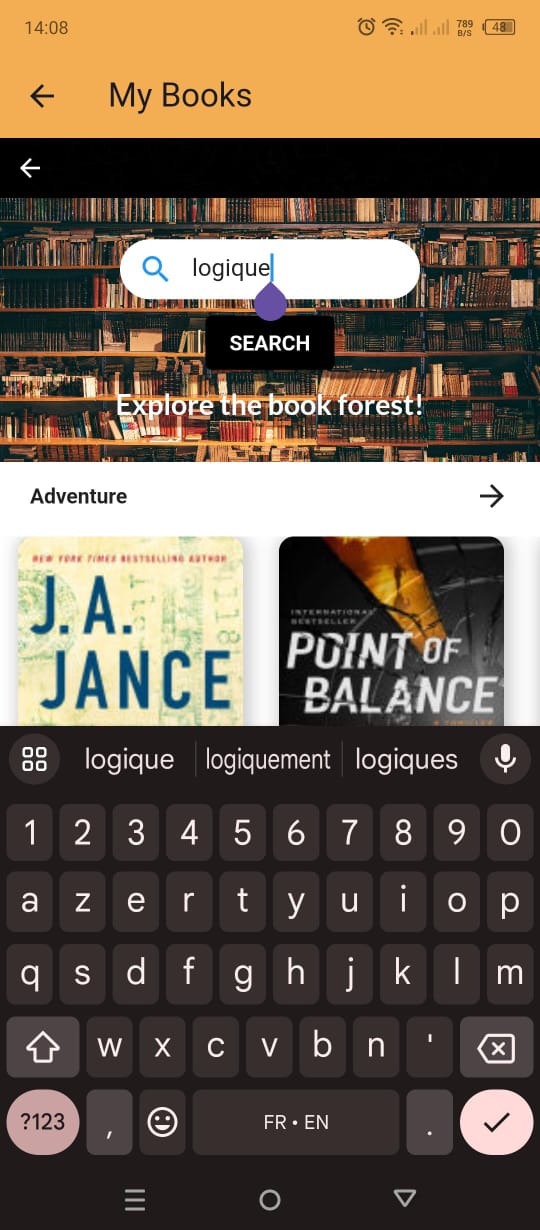 14:08
789
B/S
48
My Books
logique
SEARCH
Explore the book forest!
Adventure
NEW YORK TIMES BESTSELLING AUTHOR
J.A.
JANCE
INTERNATIONAL
BESTSELLER
POINT OF
BALANCE
A THRILLER
logique logiquement logiques
1 2 3 4 5 6 7 8 9 0
a z e r t y u i o p
q s d f g h j k l m
w x c v b n '
?123 , FR • EN .